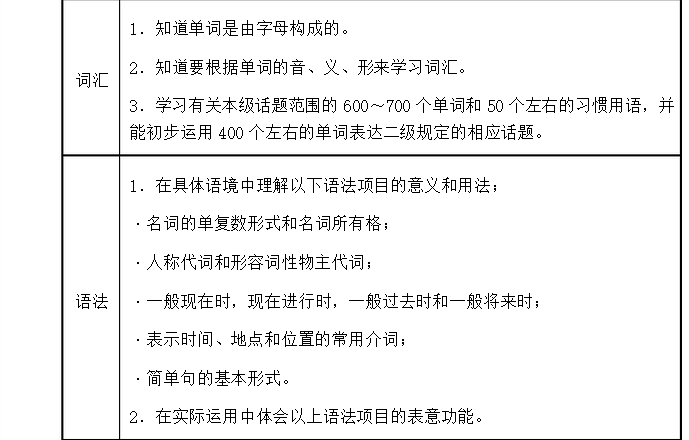 词汇
1．知道单词是由字母构成的。
2．知道要根据单词的音、义、形来学习词汇。
3．学习有关本级话题范围的 600～700 个单词和 50 个左右的习惯用语，并
能初步运用 400 个左右的单词表达二级规定的相应话题。
语法
1．在具体语境中理解以下语法项目的意义和用法；
·名词的单复数形式和名词所有格；
·人称代词和形容词性物主代词；
·一般现在时，现在进行时，一般过去时和一般将来时；
·表示时间、地点和位置的常用介词；
·简单句的基本形式。
2．在实际运用中体会以上语法项目的表意功能。